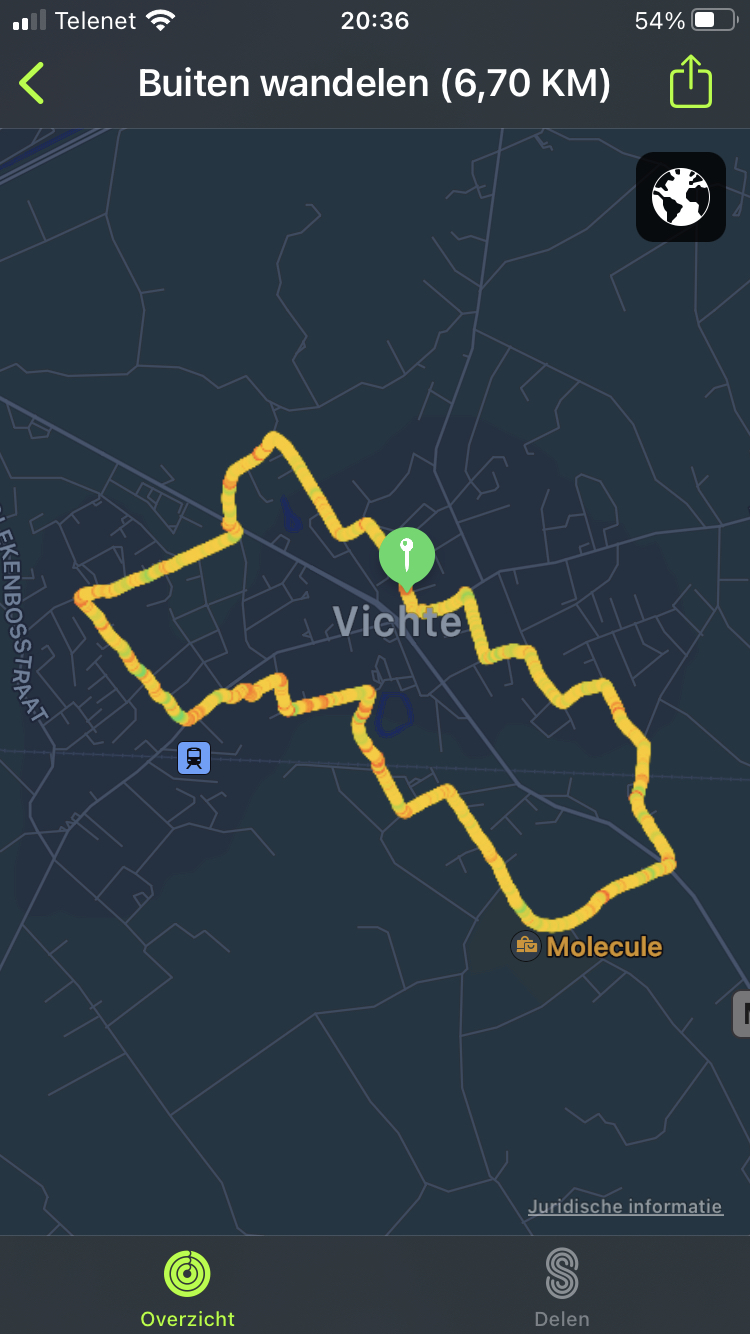 Telenet 20:36 54%
Buiten wandelen (6,70 KM)
Vichte
Molecule
Juridische informatie
Overzicht Delen